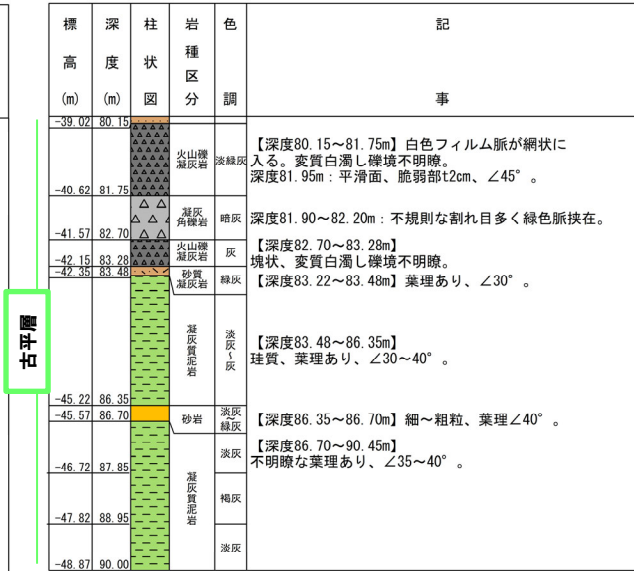 標高(m) 深度(m) 柱状図 岩種区分 色調 記事
-39.02 80.15
火山礫凝灰岩 淡緑灰
【深度80.15～81.75m】白色フィルム脈が網状に
入る。変質白濁し礫境不明瞭。
深度81.95m：平滑面、脆弱部t2cm、∠45°。
-40.62 81.75
凝灰角礫岩 暗灰
深度81.90～82.20m：不規則な割れ目多く緑色脈挟在。
-41.57 82.70
火山礫凝灰岩 灰
【深度82.70～83.28m】
塊状、変質白濁し礫境不明瞭。
-42.15 83.28
砂質凝灰岩 緑灰
【深度83.22～83.48m】葉理あり、∠30°。
-42.35 83.48
古平層
凝灰質泥岩 淡灰～灰
【深度83.48～86.35m】
珪質、葉理あり、∠30～40°。
-45.22 86.35
砂岩 淡灰～緑灰
【深度86.35～86.70m】細～粗粒、葉理∠40°。
-45.57 86.70
凝灰質泥岩 淡灰
【深度86.70～90.45m】
不明瞭な葉理あり、∠35～40°。
-46.72 87.85
褐灰
-47.82 88.95
淡灰
-48.87 90.00